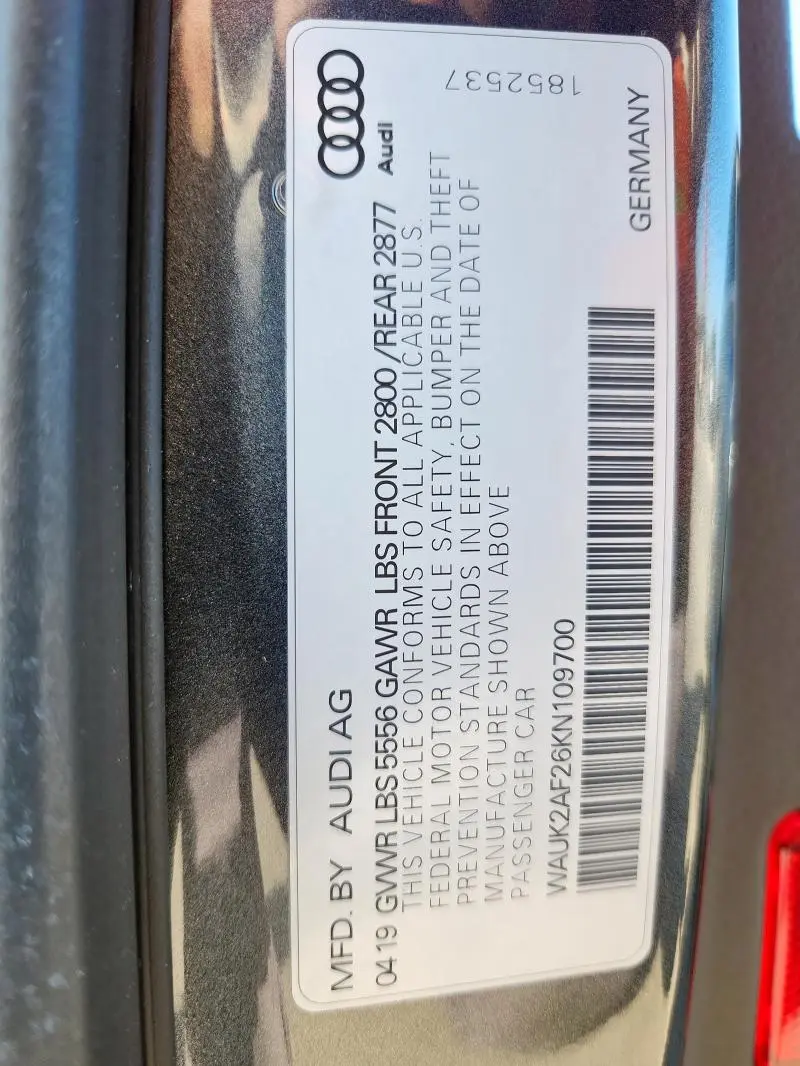 MFD. BY AUDI AG
Audi
0419 GVWR LBS 5556 GAWR LBS FRONT 2800 /REAR 2877
THIS VEHICLE CONFORMS TO ALL APPLICABLE U.S.
FEDERAL MOTOR VEHICLE SAFETY, BUMPER AND THEFT
PREVENTION STANDARDS IN EFFECT ON THE DATE OF
MANUFACTURE SHOWN ABOVE
PASSENGER CAR
WAUK2AF26KN109700
GERMANY
1852537